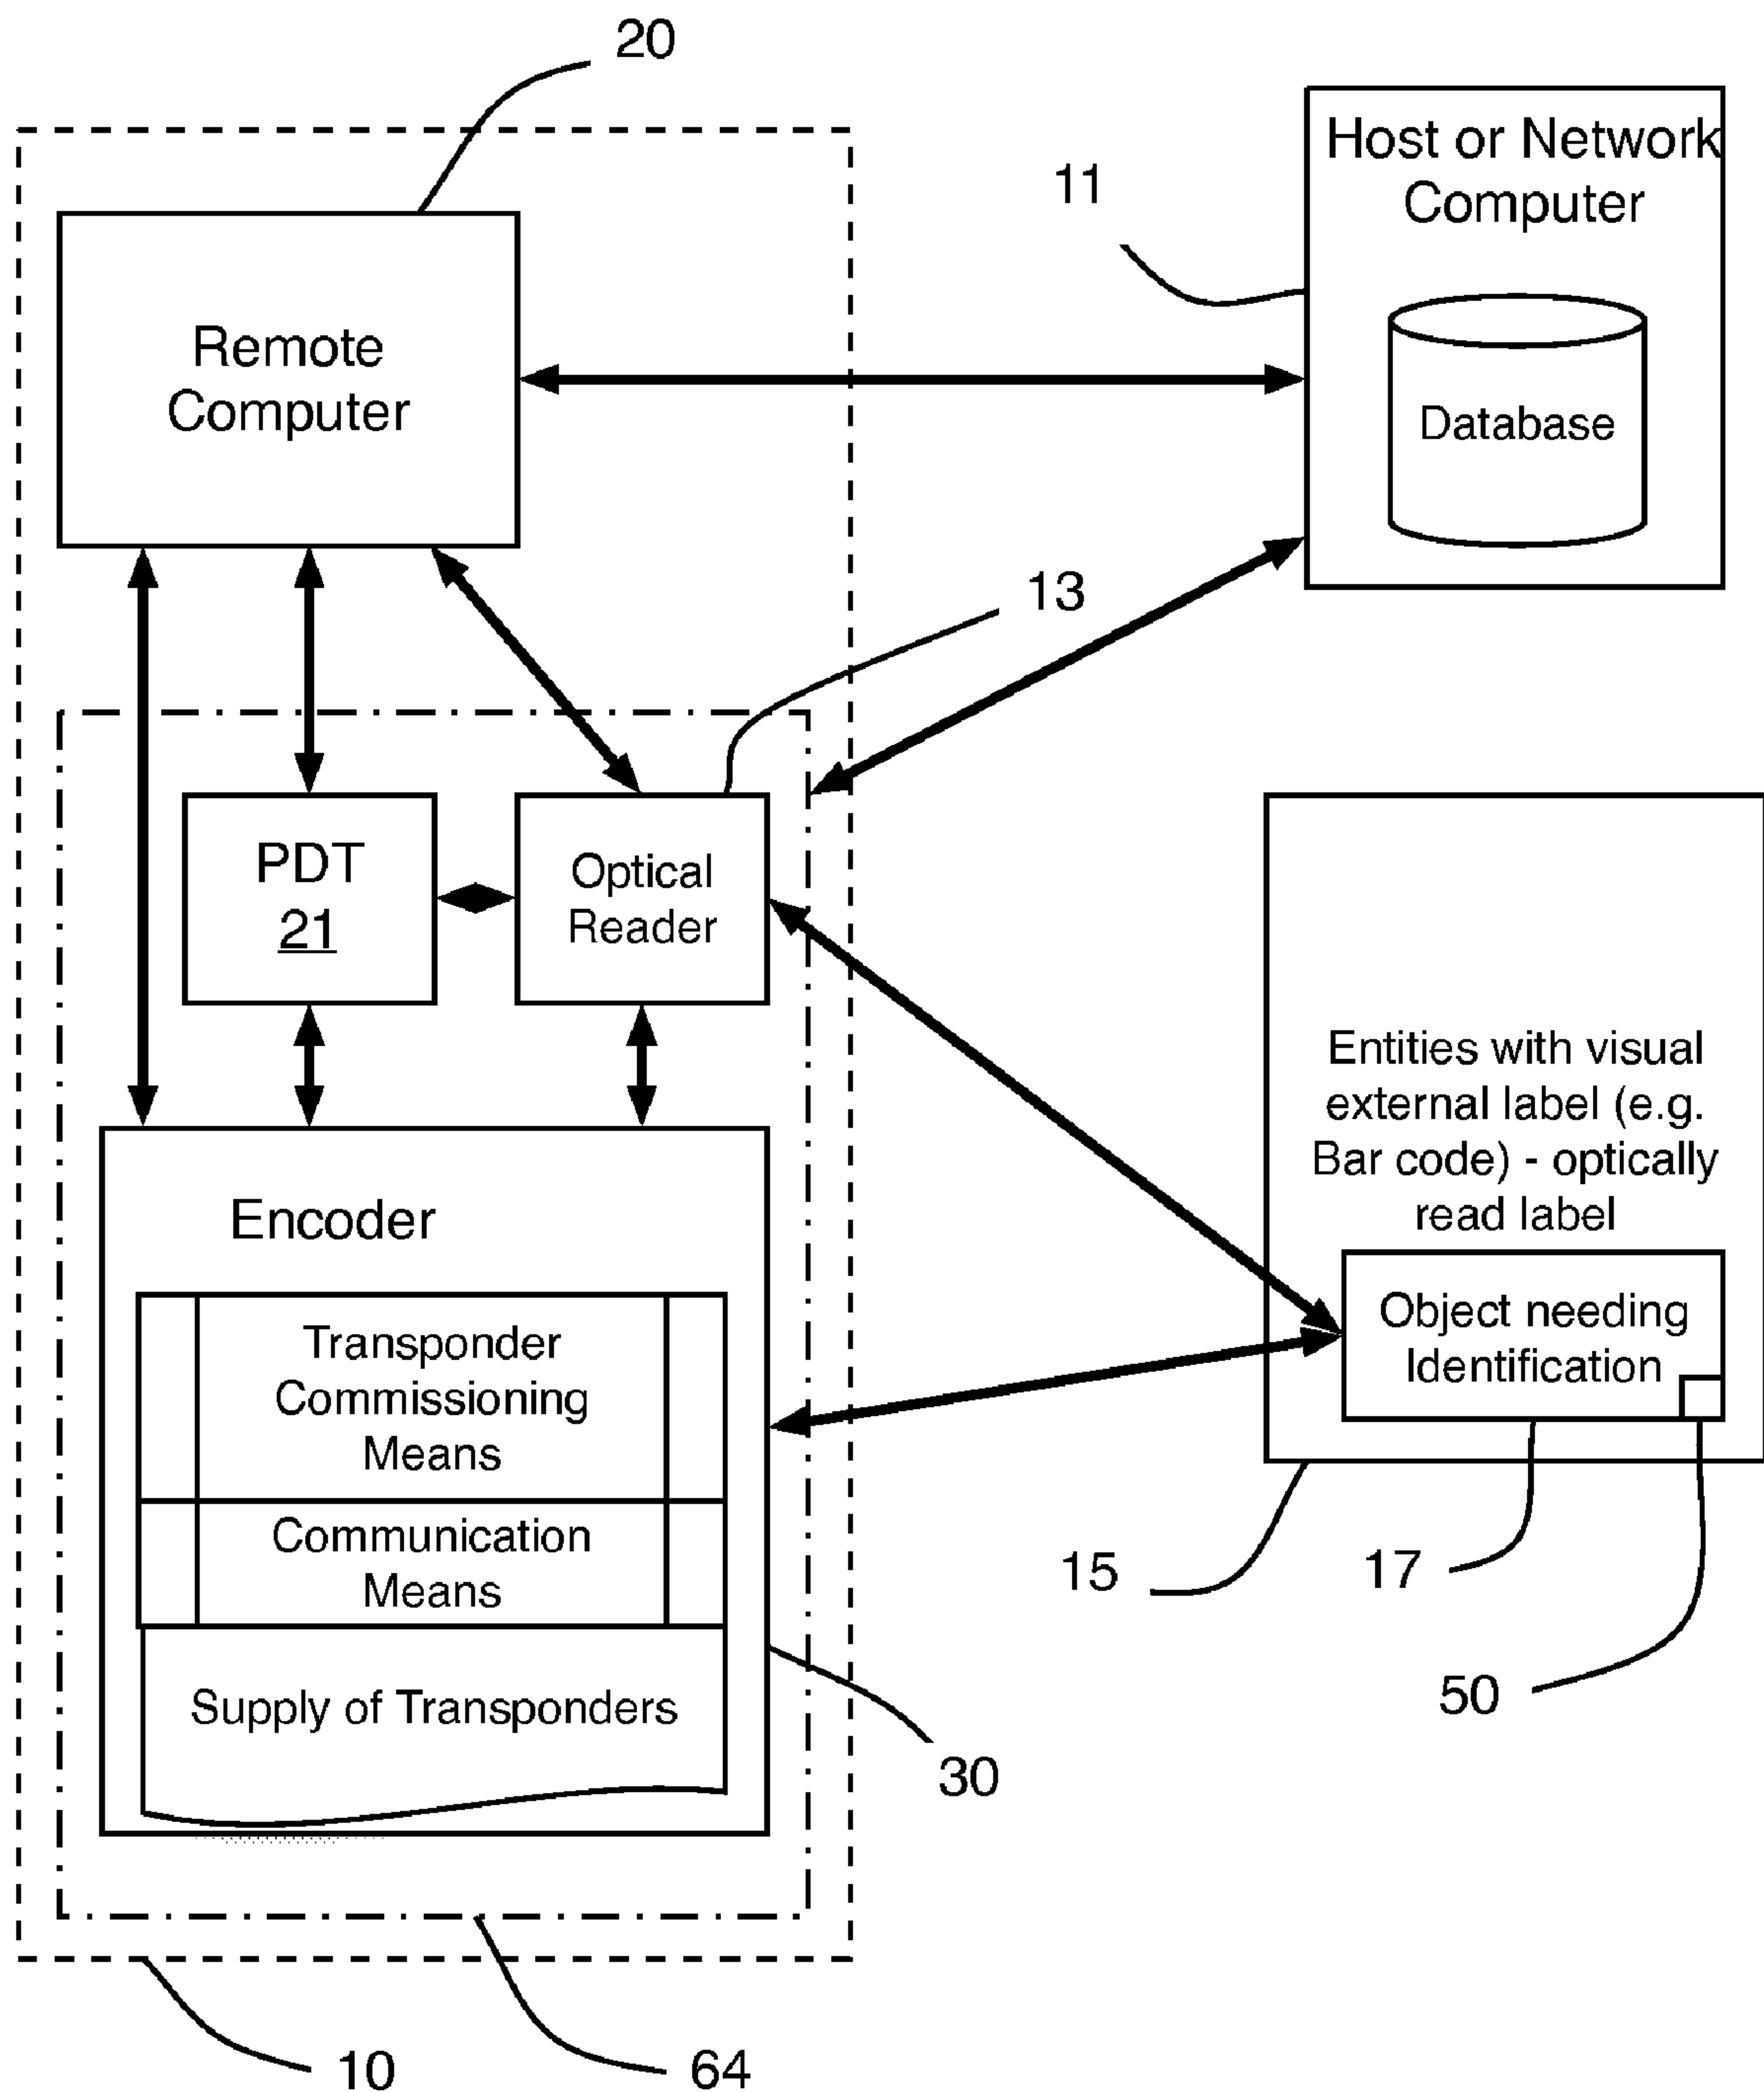 20
Host or Network
Computer
11
Remote
Computer
Database
13
PDT
21
Optical
Reader
Entities with visual
external label (e.g.
Bar code) - optically
read label
Encoder
Object needing
Identification
Transponder
Commissioning
Means
Communication
Means
15
17
50
Supply of Transponders
30
10
64